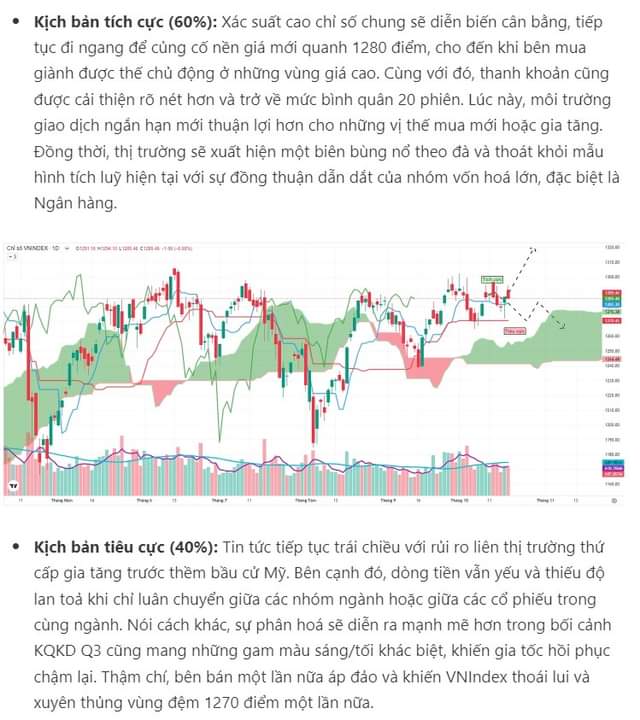 Kịch bản tích cực (60%): Xác suất cao chỉ số chung sẽ diễn biến cân bằng, tiếp
tục đi ngang để củng cố nền giá mới quanh 1280 điểm, cho đến khi bên mua
giành được thế chủ động ở những vùng giá cao. Cùng với đó, thanh khoản cũng
được cải thiện rõ nét hơn và trở về mức bình quân 20 phiên. Lúc này, môi trường
giao dịch ngắn hạn mới thuận lợi hơn cho những vị thế mua mới hoặc gia tăng.
Đồng thời, thị trường sẽ xuất hiện một biên bùng nổ theo đà và thoát khỏi mẫu
hình tích luỹ hiện tại với sự đồng thuận dẫn dắt của nhóm vốn hoá lớn, đặc biệt là
Ngân hàng.
Chỉ số VNINDEX · 1D
Tháng 6
Tháng 7
Tháng Tám
Tháng 9
Tháng 10
Tháng 11
Kịch bản tiêu cực (40%): Tin tức tiếp tục trái chiều với rủi ro liên thị trường thứ
cấp gia tăng trước thềm bầu cử Mỹ. Bên cạnh đó, dòng tiền vẫn yếu và thiếu độ
lan toả khi chỉ luân chuyển giữa các nhóm ngành hoặc giữa các cổ phiếu trong
cùng ngành. Nói cách khác, sự phân hoá sẽ diễn ra mạnh mẽ hơn trong bối cảnh
KQKD Q3 cũng mang những gam màu sáng/tối khác biệt, khiến gia tốc hồi phục
chậm lại. Thậm chí, bên bán một lần nữa áp đảo và khiến VNIndex thoái lui và
xuyên thủng vùng đệm 1270 điểm một lần nữa.